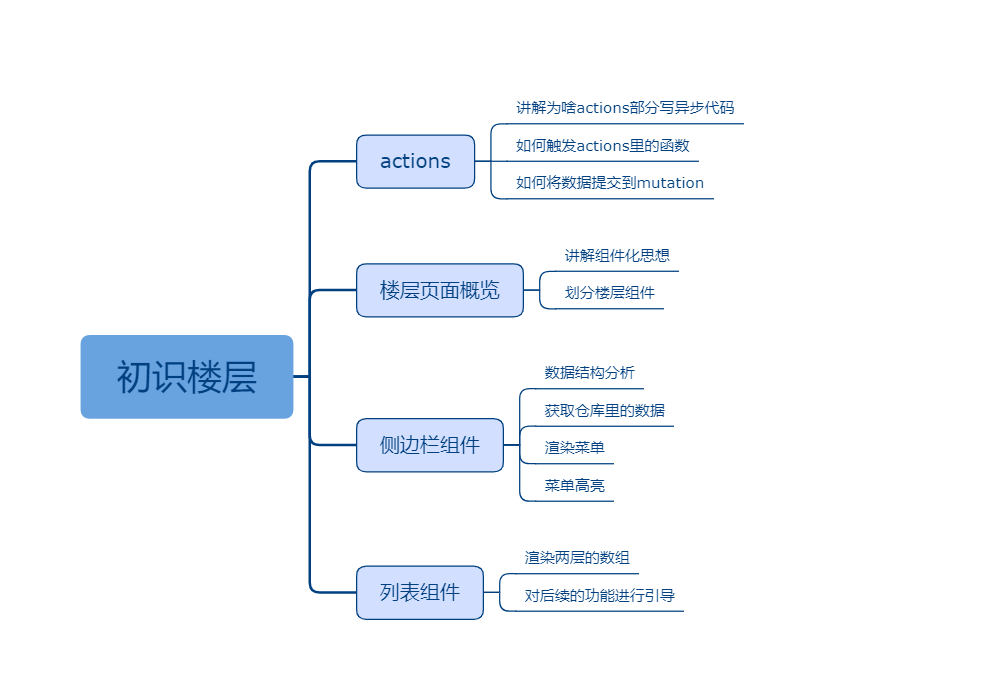 初识楼层
actions
讲解为啥actions部分写异步代码
如何触发actions里的函数
如何将数据提交到mutation
楼层页面概览
讲解组件化思想
划分楼层组件
侧边栏组件
数据结构分析
获取仓库里的数据
渲染菜单
菜单高亮
列表组件
渲染两层的数组
对后续的功能进行引导